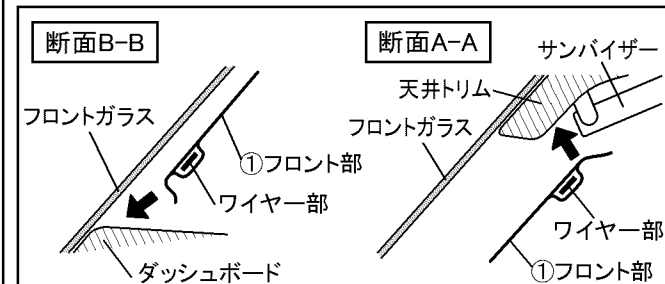 断面B-B
フロントガラス
①フロント部
ワイヤー部
ダッシュボード
断面A-A
サンバイザー
天井トリム
フロントガラス
ワイヤー部
①フロント部